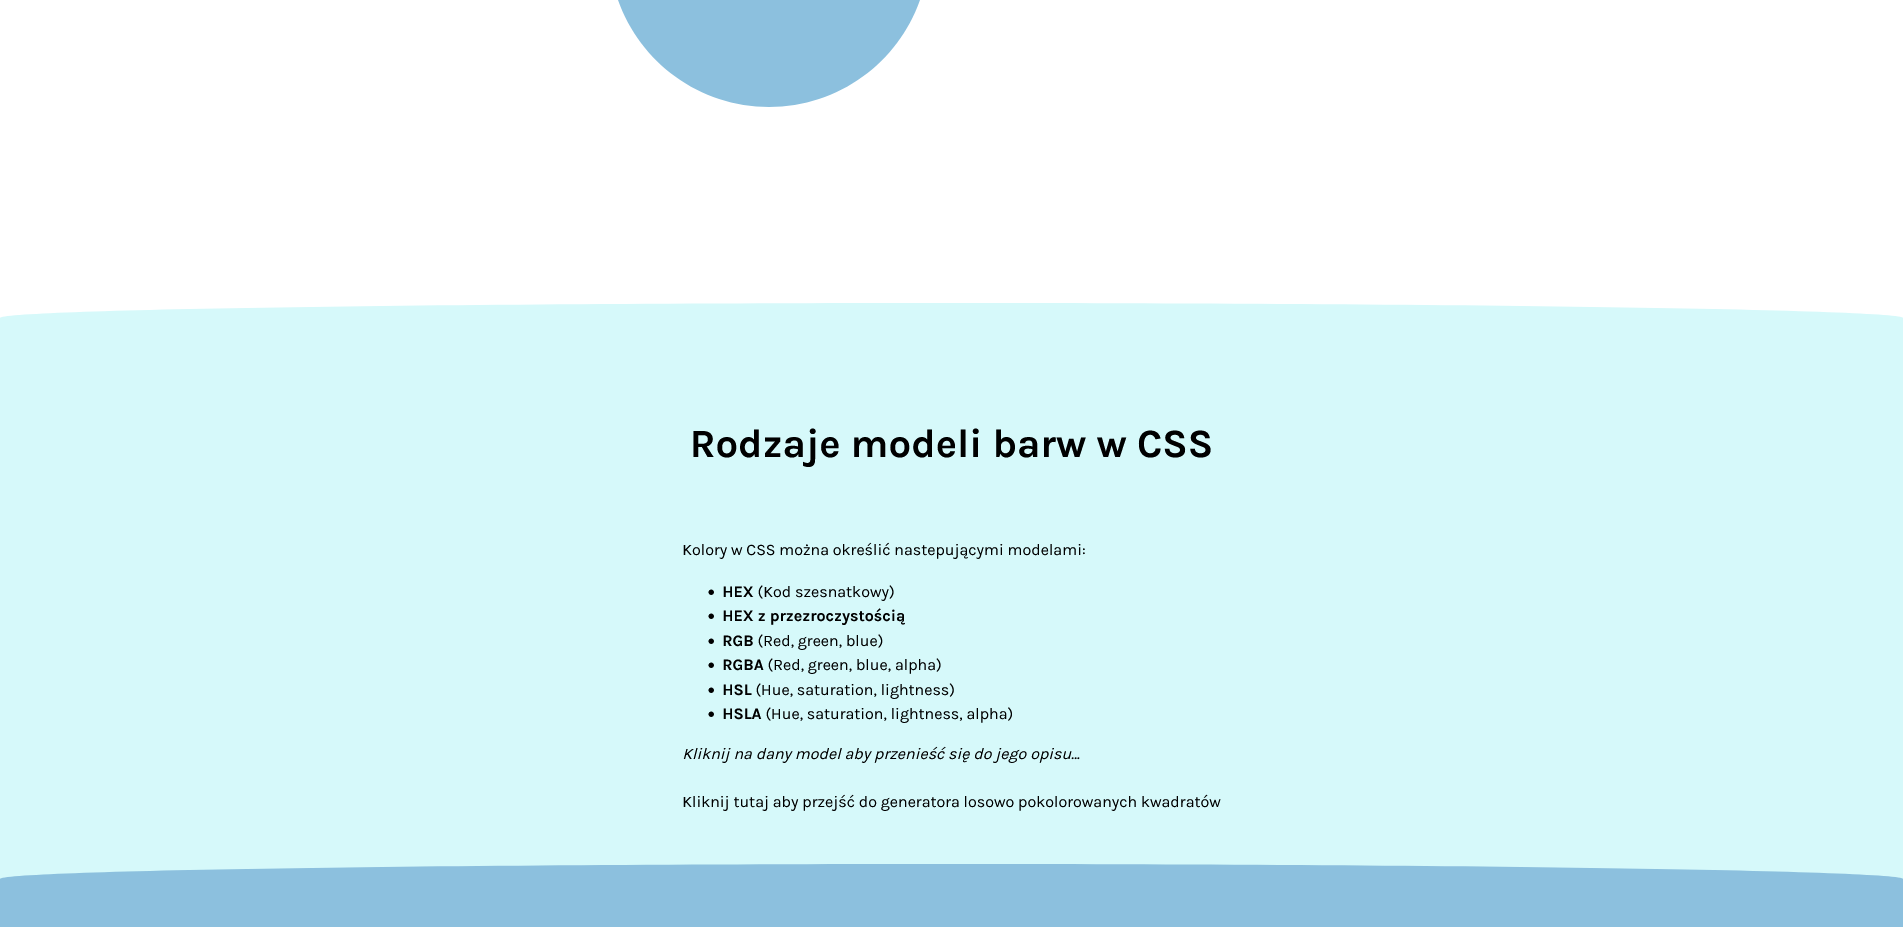 Rodzaje modeli barw w CSS
Kolory w CSS można określić nastepującymi modelami:
• HEX (Kod szesnatkowy)
• HEX z przezroczystością
• RGB (Red, green, blue)
• RGBA (Red, green, blue, alpha)
• HSL (Hue, saturation, lightness)
• HSLA (Hue, saturation, lightness, alpha)
Kliknij na dany model aby przenieść się do jego opisu...
Kliknij tutaj aby przejść do generatora losowo pokolorowanych kwadratów